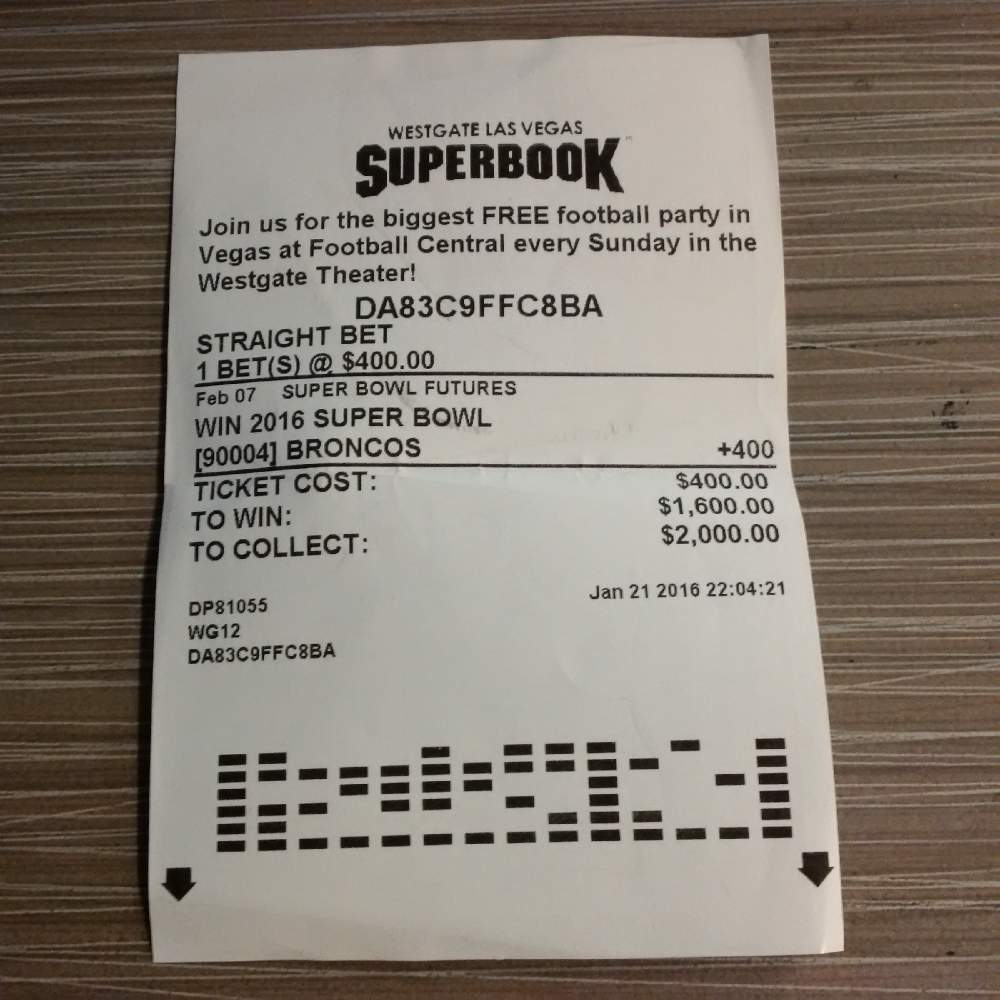 WESTGATE LAS VEGAS
SUPERBOOK
Join us for the biggest FREE football party in
Vegas at Football Central every Sunday in the
Westgate Theater!
DA83C9FFC8BA
STRAIGHT BET
1 BET(S) @ $400.00
Feb 07 SUPER BOWL FUTURES
WIN 2016 SUPER BOWL
[90004] BRONCOS +400
TICKET COST: $400.00
TO WIN: $1,600.00
TO COLLECT: $2,000.00
Jan 21 2016 22:04:21
DP81055
WG12
DA83C9FFC8BA